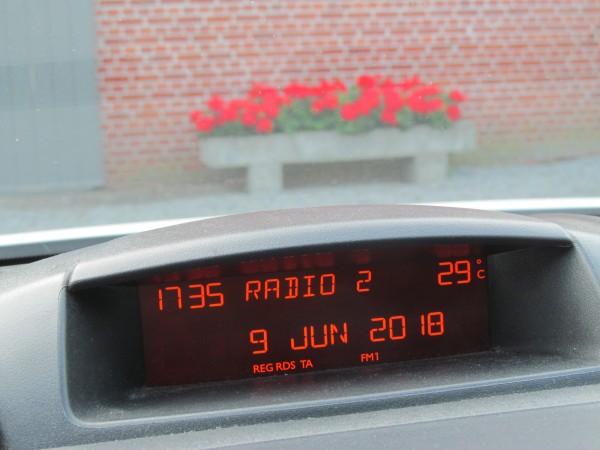 1735 RADIO 2 29°C
9 JUN 2018
REG RDS TA FM1